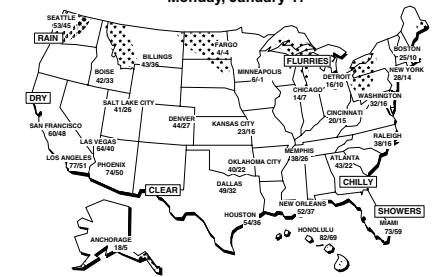 SEATTLE
53/45
RAIN
BILLINGS
43/36
FARGO
4/-4
BOISE
42/33
MINNEAPOLIS
6/-1
FLURRIES
DETROIT
16/10
BOSTON
25/10
NEW YORK
28/14
CHICAGO
14/7
WASHINGTON
32/16
DRY
SALT LAKE CITY
41/26
DENVER
44/27
KANSAS CITY
23/16
CINCINNATI
20/15
SAN FRANCISCO
60/48
LAS VEGAS
64/40
RALEIGH
38/16
LOS ANGELES
77/51
PHOENIX
74/50
OKLAHOMA CITY
40/22
MEMPHIS
38/26
ATLANTA
43/22
CLEAR
DALLAS
49/32
CHILLY
HOUSTON
54/36
NEW ORLEANS
52/37
SHOWERS
MIAMI
73/59
ANCHORAGE
18/5
HONOLULU
82/69